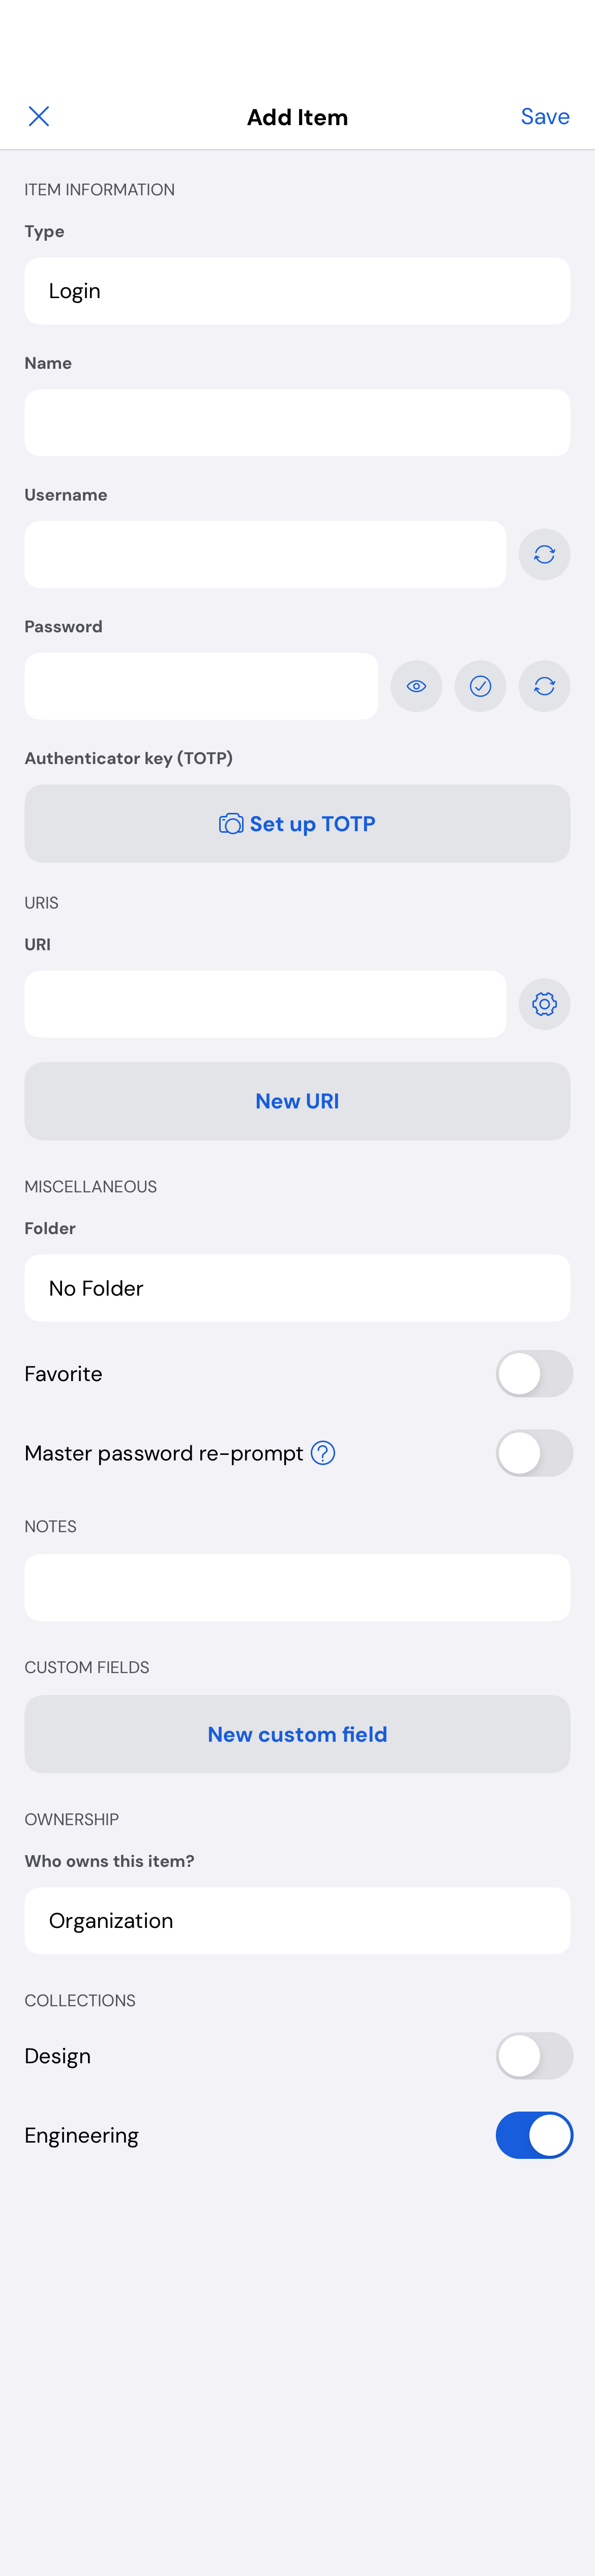 Add Item
Save
ITEM INFORMATION
Type
Login
Name
Username
Password
Authenticator key (TOTP)
Set up TOTP
URIS
URI
New URI
MISCELLANEOUS
Folder
No Folder
Favorite
Master password re-prompt
NOTES
CUSTOM FIELDS
New custom field
OWNERSHIP
Who owns this item?
Organization
COLLECTIONS
Design
Engineering